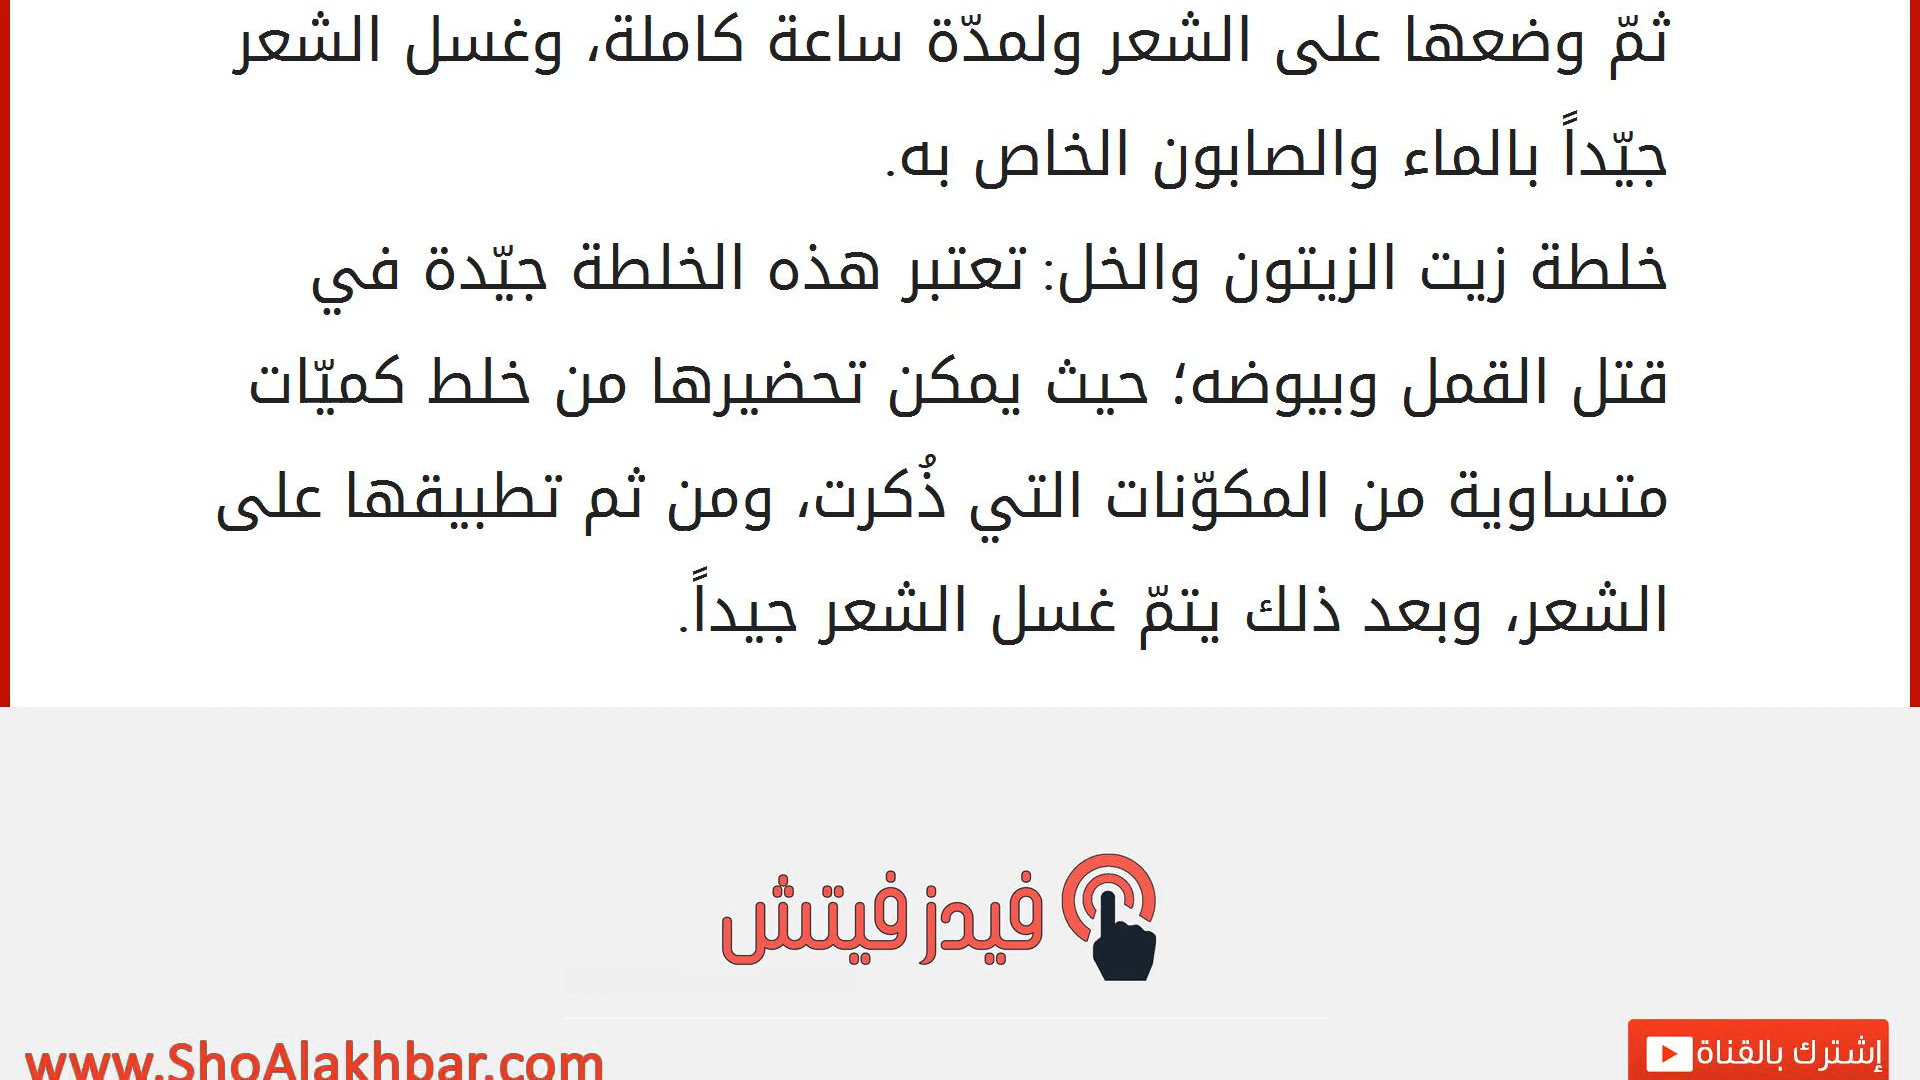 ثمّ وضعها على الشعر ولمدّة ساعة كاملة، وغسل الشعر
جيّداً بالماء والصابون الخاص به.
خلطة زيت الزيتون والخل: تعتبر هذه الخلطة جيّدة في
قتل القمل وبيوضه؛ حيث يمكن تحضيرها من خلط كميّات
متساوية من المكوّنات التي ذُكرت، ومن ثم تطبيقها على
الشعر، وبعد ذلك يتمّ غسل الشعر جيداً.
فيدز فيتش
www.ShoAlakhbar.com
إشترك بالقناة